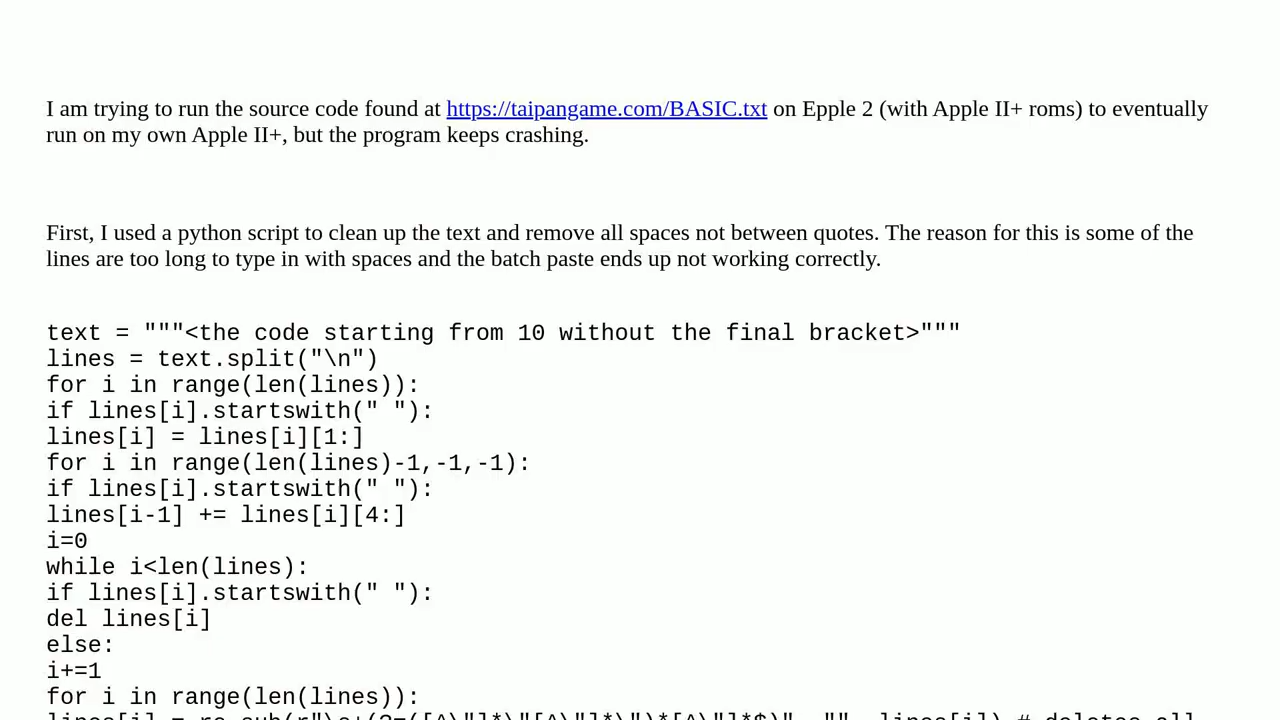 I am trying to run the source code found at https://taipangame.com/BASIC.txt on Epple 2 (with Apple II+ roms) to eventually
run on my own Apple II+, but the program keeps crashing.
First, I used a python script to clean up the text and remove all spaces not between quotes. The reason for this is some of the
lines are too long to type in with spaces and the batch paste ends up not working correctly.
text = """<the code starting from 10 without the final bracket>"""
lines = text.split("\n")
for i in range(len(lines)):
if lines[i].startswith(" "):
lines[i] = lines[i][1:]
for i in range(len(lines)-1,-1,-1):
if lines[i].startswith(" "):
lines[i-1] += lines[i][4:]
i=0
while i<len(lines):
if lines[i].startswith(" "):
del lines[i]
else:
i+=1
for i in range(len(lines)):
lines[i] = re.sub(r"\s+(?=([^\"]*\"[^\"]*\")*[^\"]*$)", "", lines[i]) # deletes all